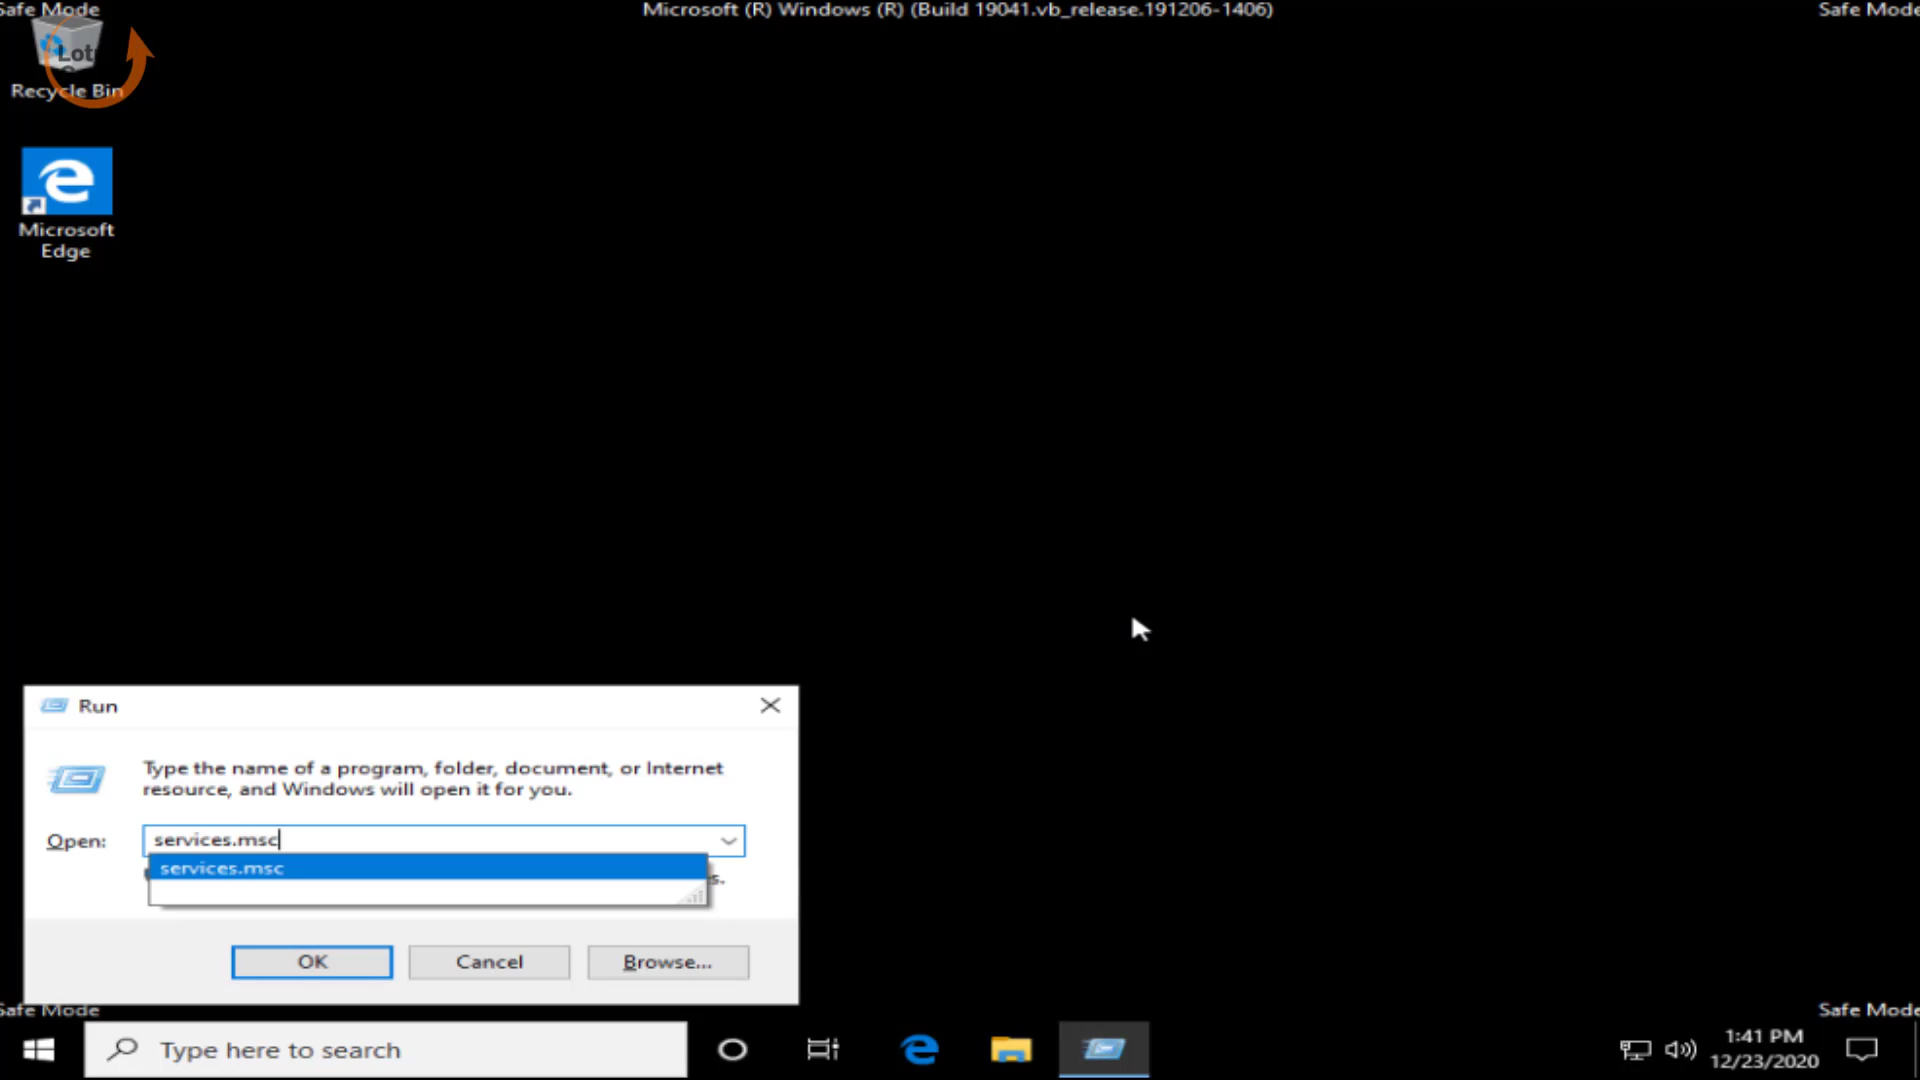 Safe Mode
Microsoft (R) Windows (R) (Build 19041.vb_release.191206-1406)
Safe Mode
Lot
Recycle Bin
Microsoft
Edge
Run
Type the name of a program, folder, document, or Internet
resource, and Windows will open it for you.
Open:
services.msc
services.msc
s.
OK
Cancel
Browse...
Safe Mode
Safe Mode
Type here to search
1:41 PM
12/23/2020